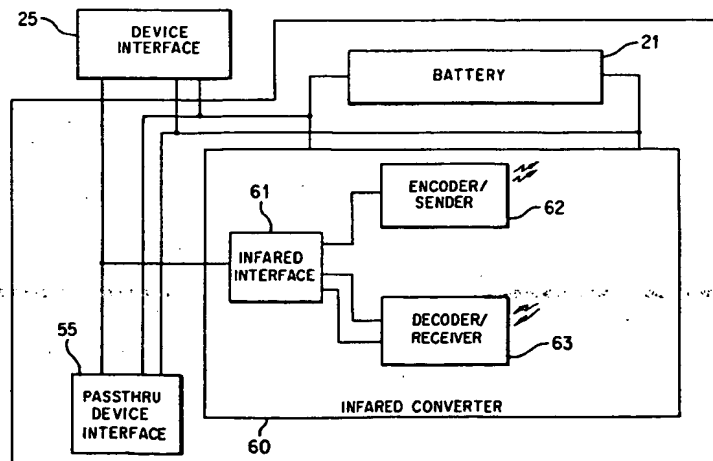 25
DEVICE
INTERFACE
21
BATTERY
61
INFARED
INTERFACE
ENCODER/
SENDER
62
DECODER/
RECEIVER
63
55
PASSTHRU
DEVICE
INTERFACE
INFARED CONVERTER
60